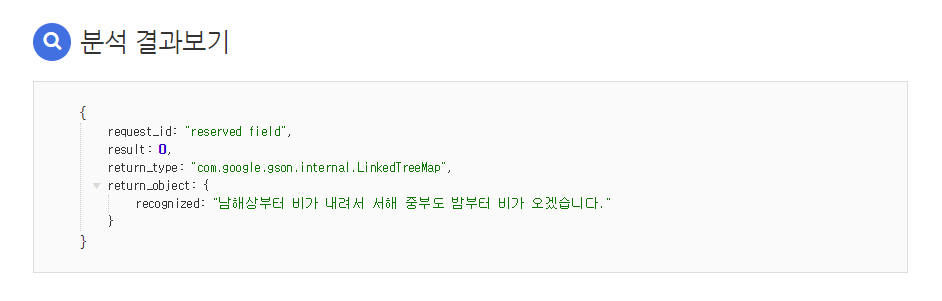 분석 결과보기
{
request_id: "reserved field",
result: 0,
return_type: "com.google.gson.internal.LinkedTreeMap",
return_object: {
recognized: "남해상부터 비가 내려서 서해 중부도 밤부터 비가 오겠습니다."
}
}